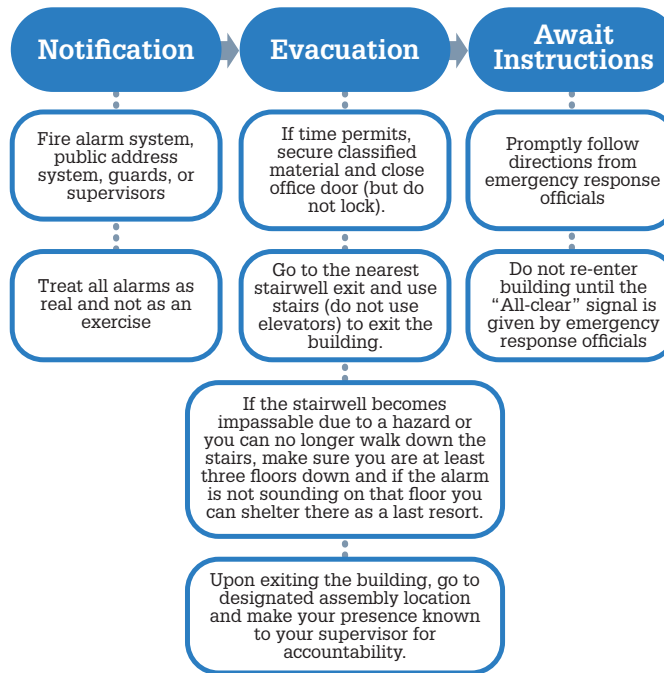 Notification
Evacuation
Await
Instructions
Fire alarm system,
public address
system, guards, or
supervisors
Treat all alarms as
real and not as an
exercise
If time permits,
secure classified
material and close
office door (but do
not lock).
Go to the nearest
stairwell exit and use
stairs (do not use
elevators) to exit the
building.
If the stairwell becomes
impassable due to a hazard or
you can no longer walk down the
stairs, make sure you are at least
three floors down and if the alarm
is not sounding on that floor you
can shelter there as a last resort.
Upon exiting the building, go to
designated assembly location
and make your presence known
to your supervisor for
accountability.
Promptly follow
directions from
emergency response
officials
Do not re-enter
building until the
“All-clear” signal is
given by emergency
response officials